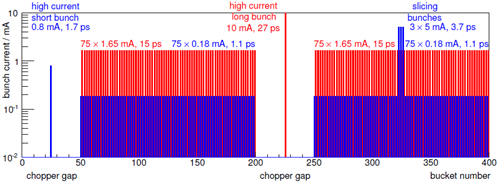 high current
short bunch
0.8 mA, 1.7 ps
high current
long bunch
10 mA, 27 ps
slicing
bunches
3 × 5 mA, 3.7 ps
75 × 1.65 mA, 15 ps
75 × 0.18 mA, 1.1 ps
75 × 1.65 mA, 15 ps
75 × 0.18 mA, 1.1 ps
bunch current / mA
10
1
10-1
10-2
0 50 100 150 200 250 300 350 400
chopper gap
chopper gap
bucket number